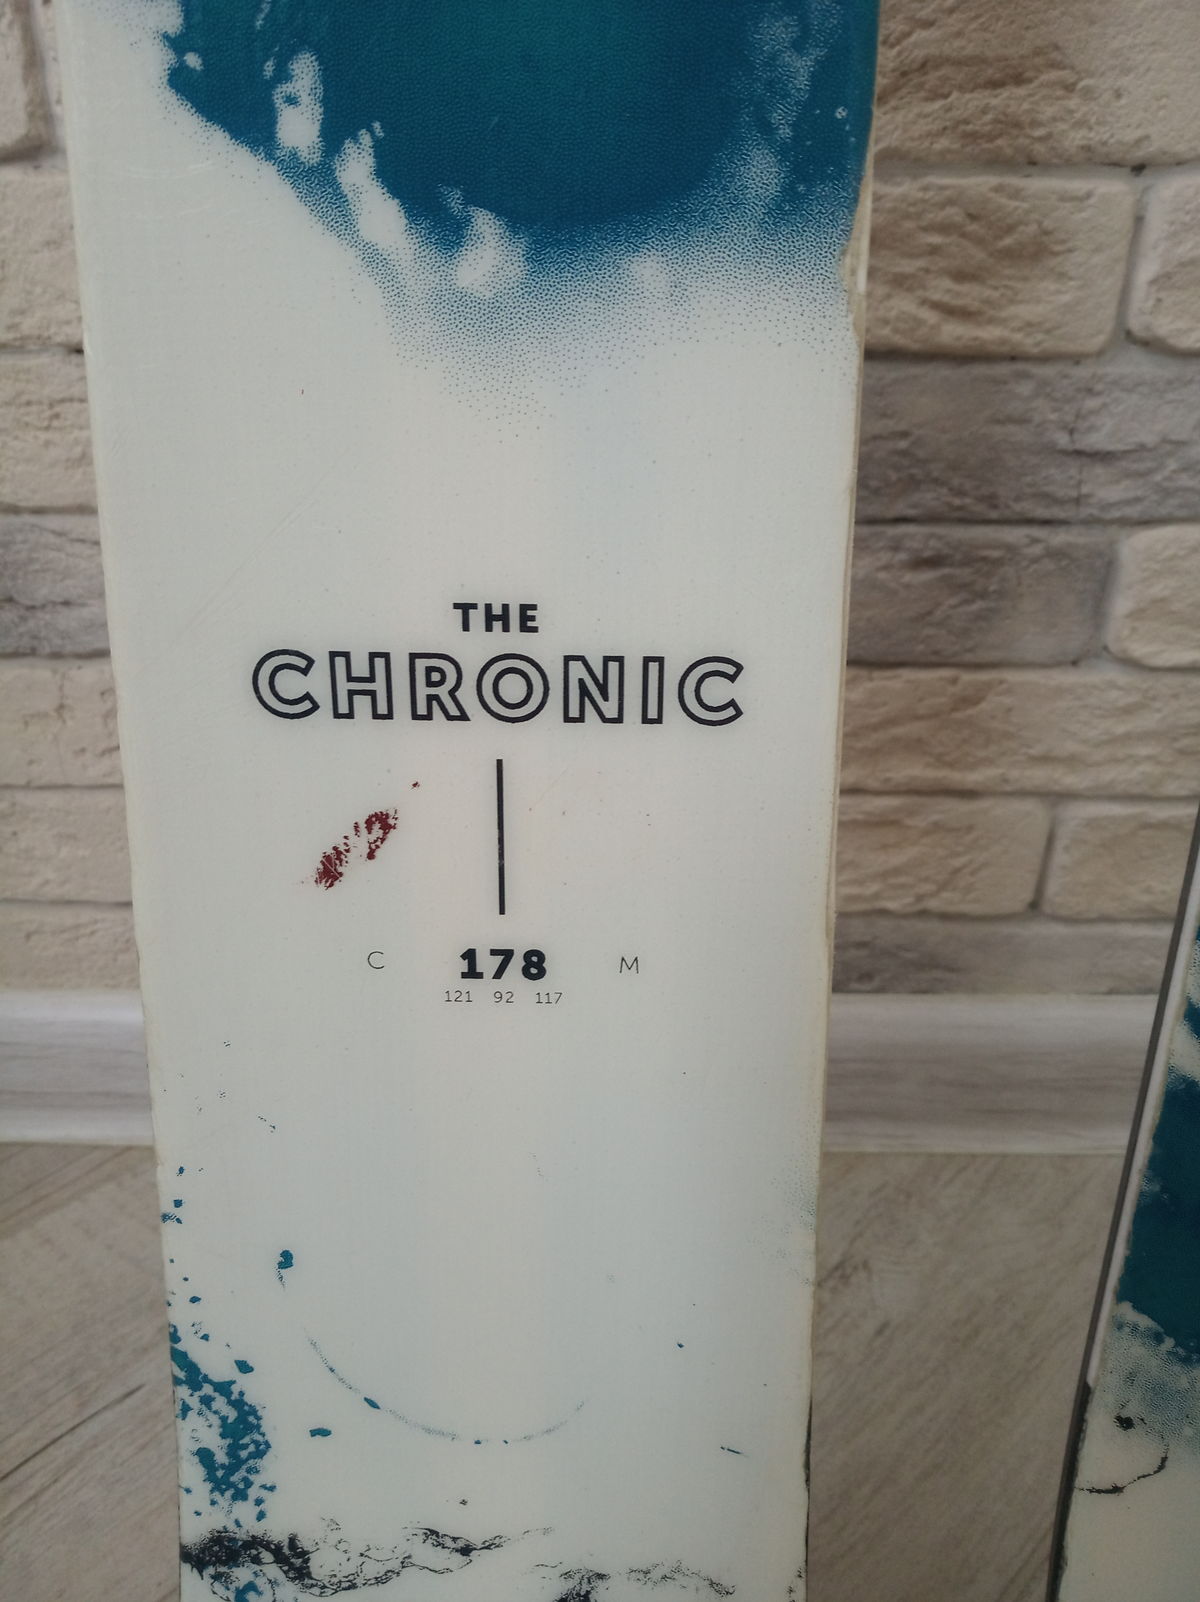 THE
CHRONIC
C 178 M
121 92 117